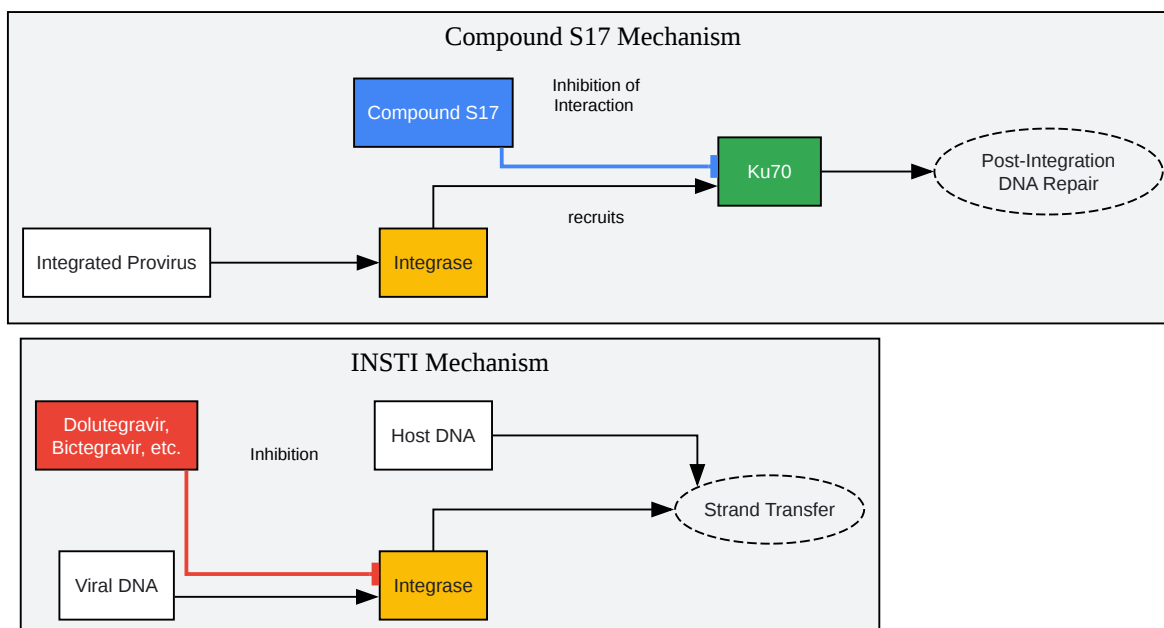 Compound S17 Mechanism
Compound S17
Inhibition of
Interaction
Ku70
Post-Integration
DNA Repair
recruits
Integrated Provirus
Integrase
INSTI Mechanism
Dolutegravir,
Bictegravir, etc.
Inhibition
Host DNA
Strand Transfer
Viral DNA
Integrase